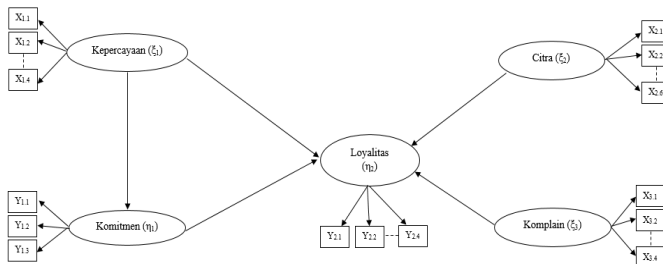 X1.1
X1.2
X1.4
Kepercayaan (ξ1)
Citra (ξ2)
X2.1
X2.2
X2.6
Loyalitas
(η2)
Y1.1
Y1.2
Y1.3
Komitmen (η1)
Y2.1
Y2.2
Y2.4
Komplain (ξ3)
X3.1
X3.2
X3.4